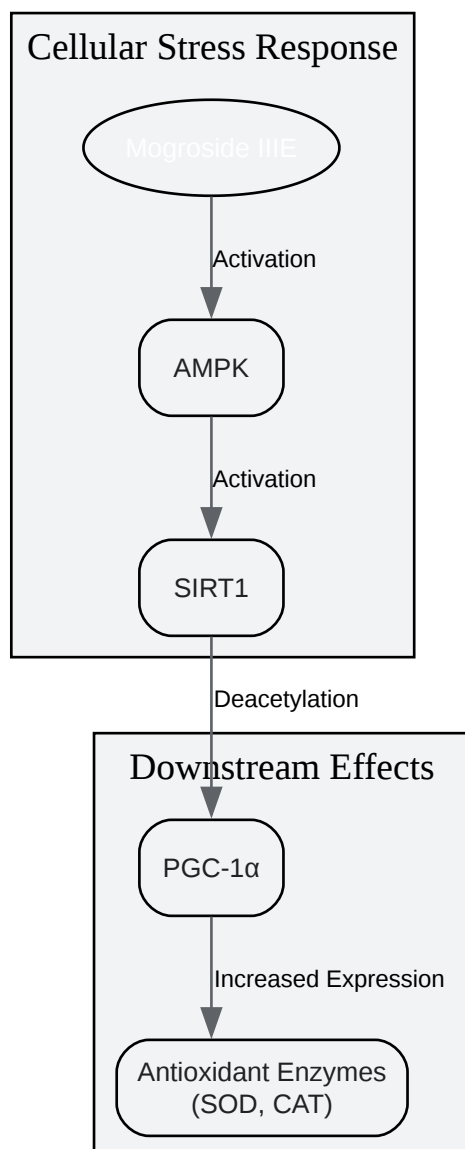 Cellular Stress Response
Mogroside IIIE
Activation
AMPK
Activation
SIRT1
Deacetylation
Downstream Effects
PGC-1α
Increased Expression
Antioxidant Enzymes
(SOD, CAT)